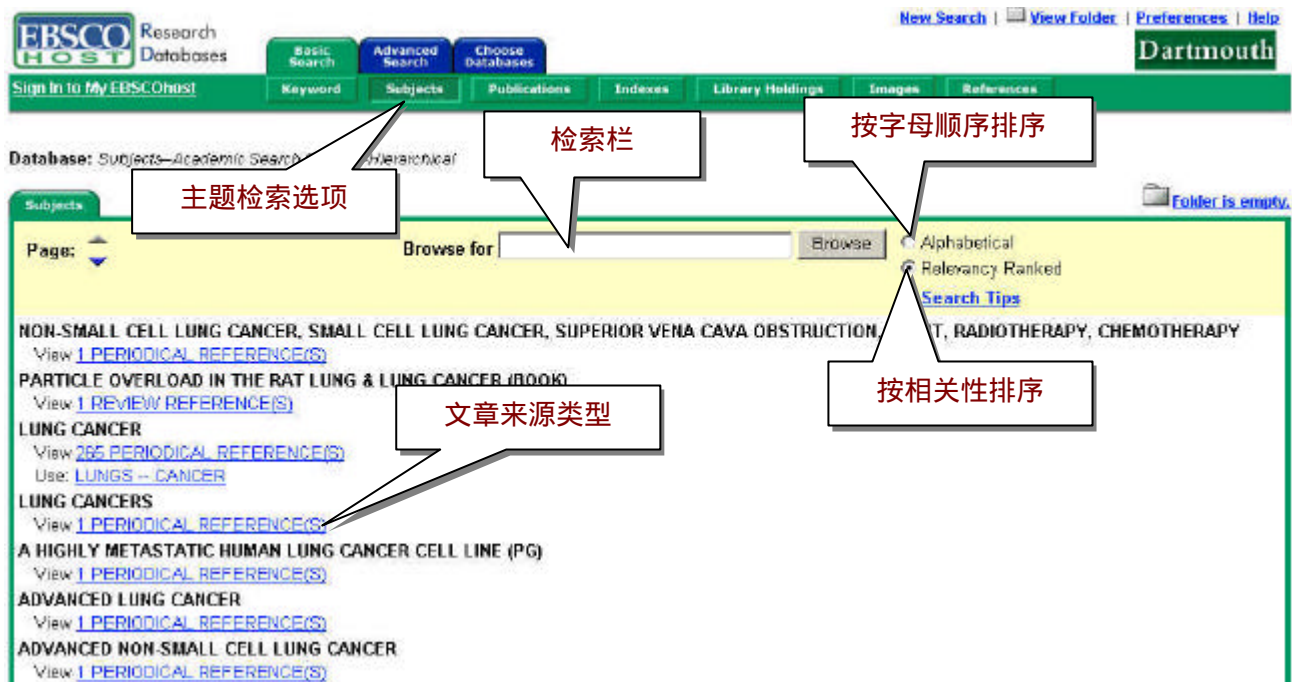 New Search | View Folder | Preferences | Help
EBSCO Research
HOST Databases
Basic Search Advanced Search Choose Databases
Dartmouth
Sign In to My EBSCOhost Keyword Subjects Publications Indexes Library Holdings Images References
检索栏
按字母顺序排序
Database: Subjects--Academic Search Hierarchical
主题检索选项
Subjects
Folder is empty.
Page: Browse for Browse Alphabetical
Relevancy Ranked
Search Tips
NON-SMALL CELL LUNG CANCER, SMALL CELL LUNG CANCER, SUPERIOR VENA CAVA OBSTRUCTION, T, RADIOTHERAPY, CHEMOTHERAPY
View 1 PERIODICAL REFERENCE(S)
按相关性排序
PARTICLE OVERLOAD IN THE RAT LUNG & LUNG CANCER (BOOK)
View 1 REVIEW REFERENCE(S)
文章来源类型
LUNG CANCER
View 265 PERIODICAL REFERENCE(S)
Use: LUNGS -- CANCER
LUNG CANCERS
View 1 PERIODICAL REFERENCE(S)
A HIGHLY METASTATIC HUMAN LUNG CANCER CELL LINE (PG)
View 1 PERIODICAL REFERENCE(S)
ADVANCED LUNG CANCER
View 1 PERIODICAL REFERENCE(S)
ADVANCED NON-SMALL CELL LUNG CANCER
View 1 PERIODICAL REFERENCE(S)